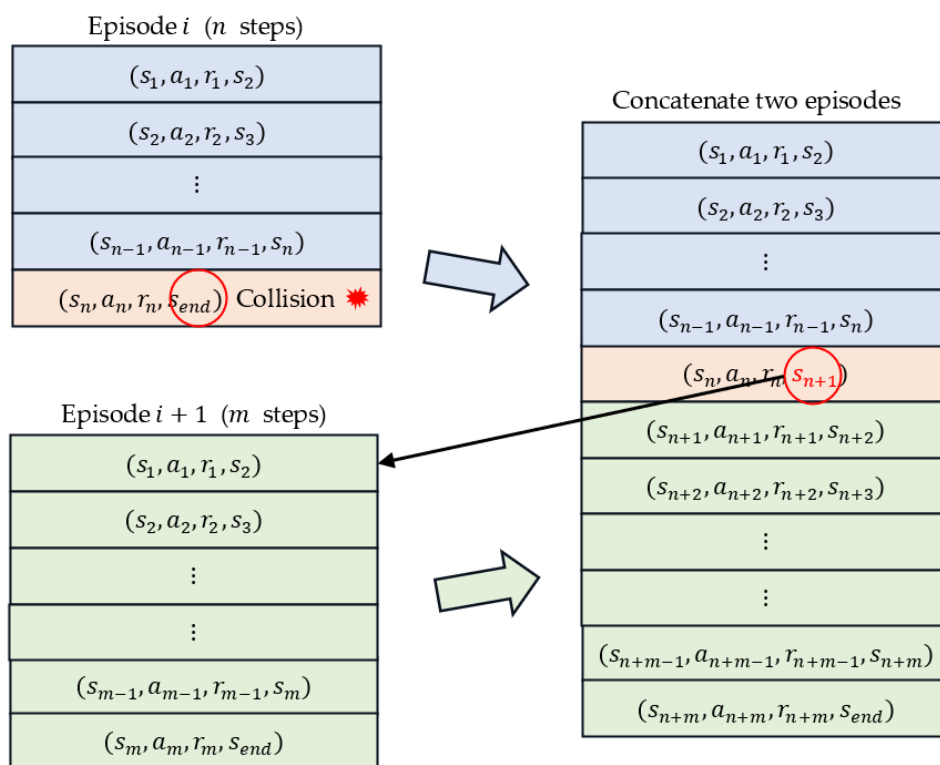 Episode i (n steps)
(s₁, a₁, r₁, s₂)
(s₂, a₂, r₂, s₃)
⋮
(sₙ₋₁, aₙ₋₁, rₙ₋₁, sₙ)
(sₙ, aₙ, rₙ, s_end) Collision
Episode i + 1 (m steps)
(s₁, a₁, r₁, s₂)
(s₂, a₂, r₂, s₃)
⋮
⋮
(sₘ₋₁, aₘ₋₁, rₘ₋₁, sₘ)
(sₘ, aₘ, rₘ, s_end)
Concatenate two episodes
(s₁, a₁, r₁, s₂)
(s₂, a₂, r₂, s₃)
⋮
(sₙ₋₁, aₙ₋₁, rₙ₋₁, sₙ)
(sₙ, aₙ, rₙ, sₙ₊₁)
(sₙ₊₁, aₙ₊₁, rₙ₊₁, sₙ₊₂)
(sₙ₊₂, aₙ₊₂, rₙ₊₂, sₙ₊₃)
⋮
⋮
(sₙ₊ₘ₋₁, aₙ₊ₘ₋₁, rₙ₊ₘ₋₁, sₙ₊ₘ)
(sₙ₊ₘ, aₙ₊ₘ, rₙ₊ₘ, s_end)